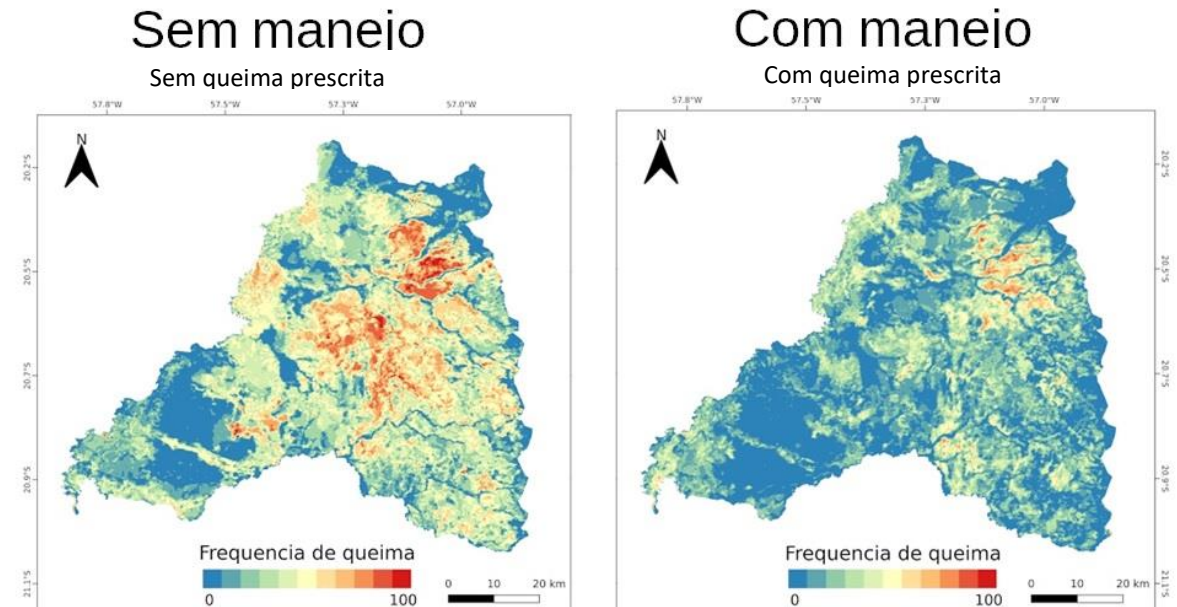 Sem manejo
Sem queima prescrita
57.8°W 57.5°W 57.3°W 57.0°W
N
20.2°S
20.5°S
20.7°S
20.9°S
21.1°S
Frequencia de queima
0 100
0 10 20 km
Com manejo
Com queima prescrita
57.8°W 57.5°W 57.3°W 57.0°W
N
20.2°S
20.5°S
20.7°S
20.9°S
21.1°S
Frequencia de queima
0 100
0 10 20 km